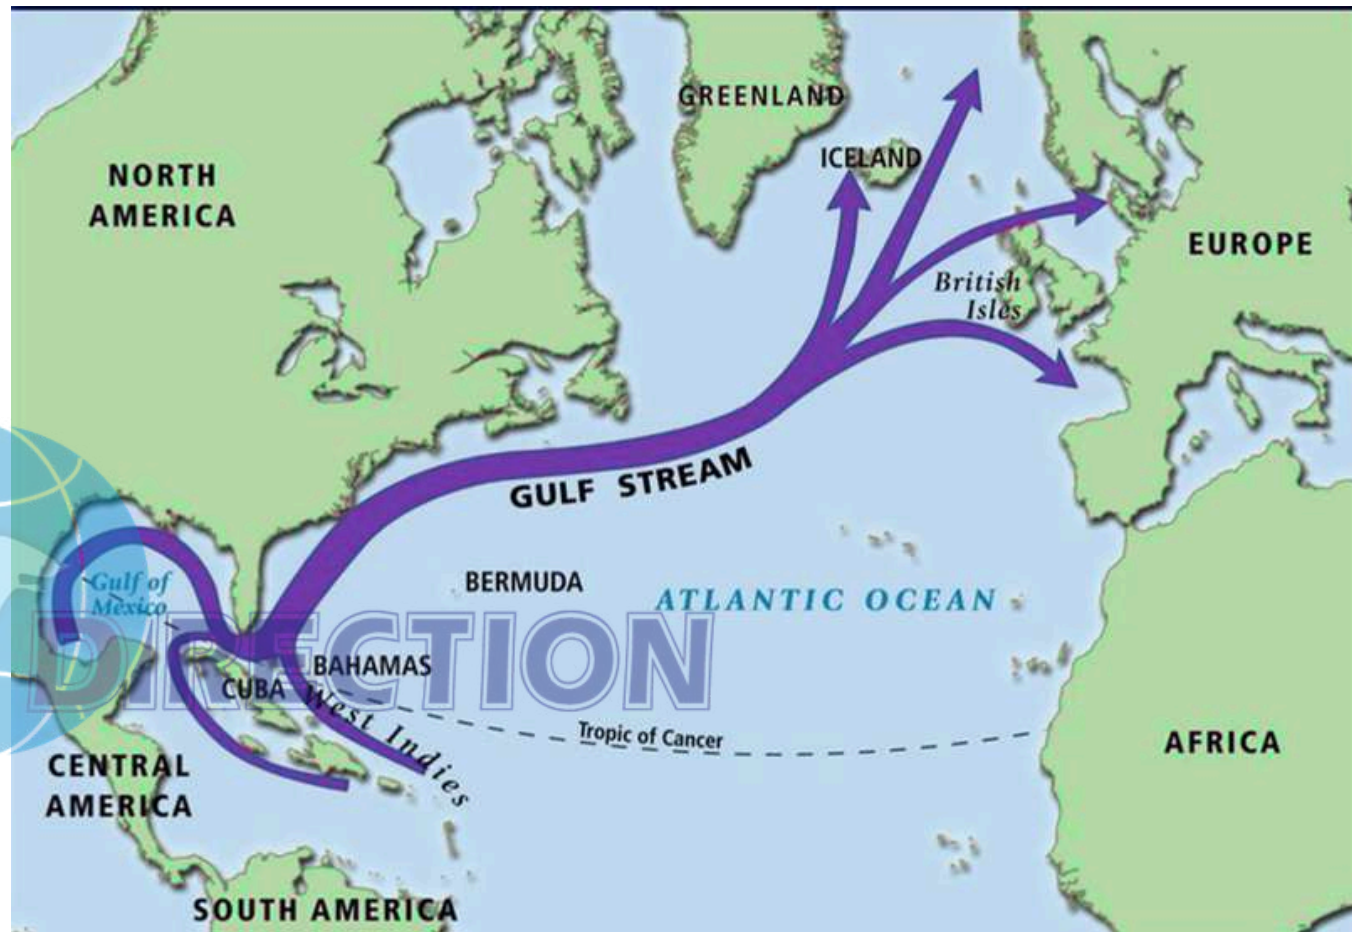 GREENLAND
ICELAND
NORTH
AMERICA
EUROPE
British
Isles
GULF STREAM
Gulf of
Mexico
BERMUDA
ATLANTIC OCEAN
DIRECTION
BAHAMAS
CUBA
West Indies
Tropic of Cancer
AFRICA
CENTRAL
AMERICA
SOUTH AMERICA